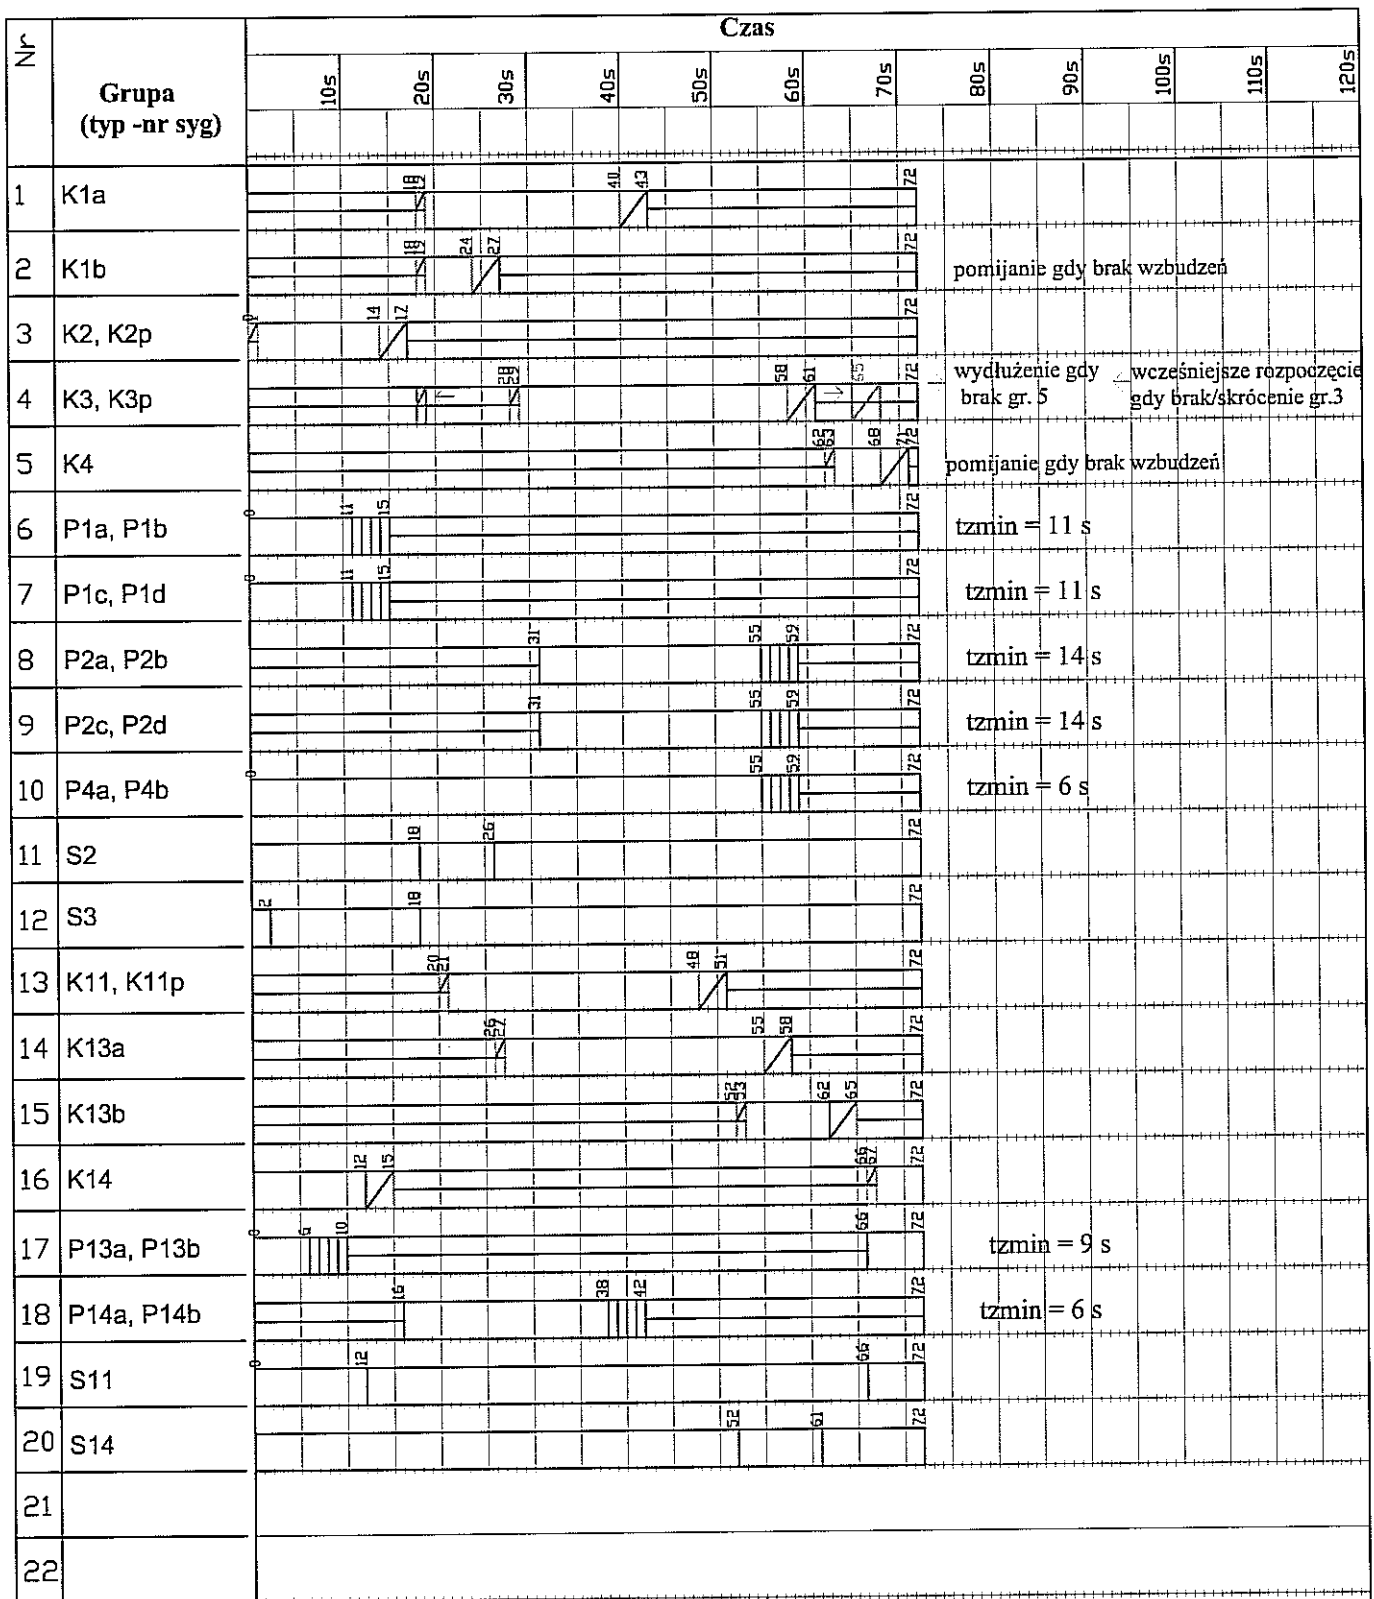 Nr
Grupa
(typ -nr syg)
Czas
10s 20s 30s 40s 50s 60s 70s 80s 90s 100s 110s 120s
1 K1a 18 19 40 43 72
2 K1b 18 19 24 27 72 pomijanie gdy brak wzbudzeń
3 K2, K2p 0 1 14 17 72
4 K3, K3p 28 29 58 61 65 72 wydłużenie gdy brak gr. 5 wcześniejsze rozpoczęcie gdy brak/skrócenie gr.3
5 K4 62 63 68 71 72 pomijanie gdy brak wzbudzeń
6 P1a, P1b 0 11 15 72 tzmin = 11 s
7 P1c, P1d 0 11 15 72 tzmin = 11 s
8 P2a, P2b 31 55 59 72 tzmin = 14 s
9 P2c, P2d 31 55 59 72 tzmin = 14 s
10 P4a, P4b 0 55 59 72 tzmin = 6 s
11 S2 18 26 72
12 S3 2 18 72
13 K11, K11p 20 21 48 51 72
14 K13a 26 27 55 58 72
15 K13b 52 53 62 65 72
16 K14 12 15 66 67 72
17 P13a, P13b 0 6 10 66 72 tzmin = 9 s
18 P14a, P14b 16 38 42 72 tzmin = 6 s
19 S11 0 12 66 72
20 S14 52 61 72
21
22